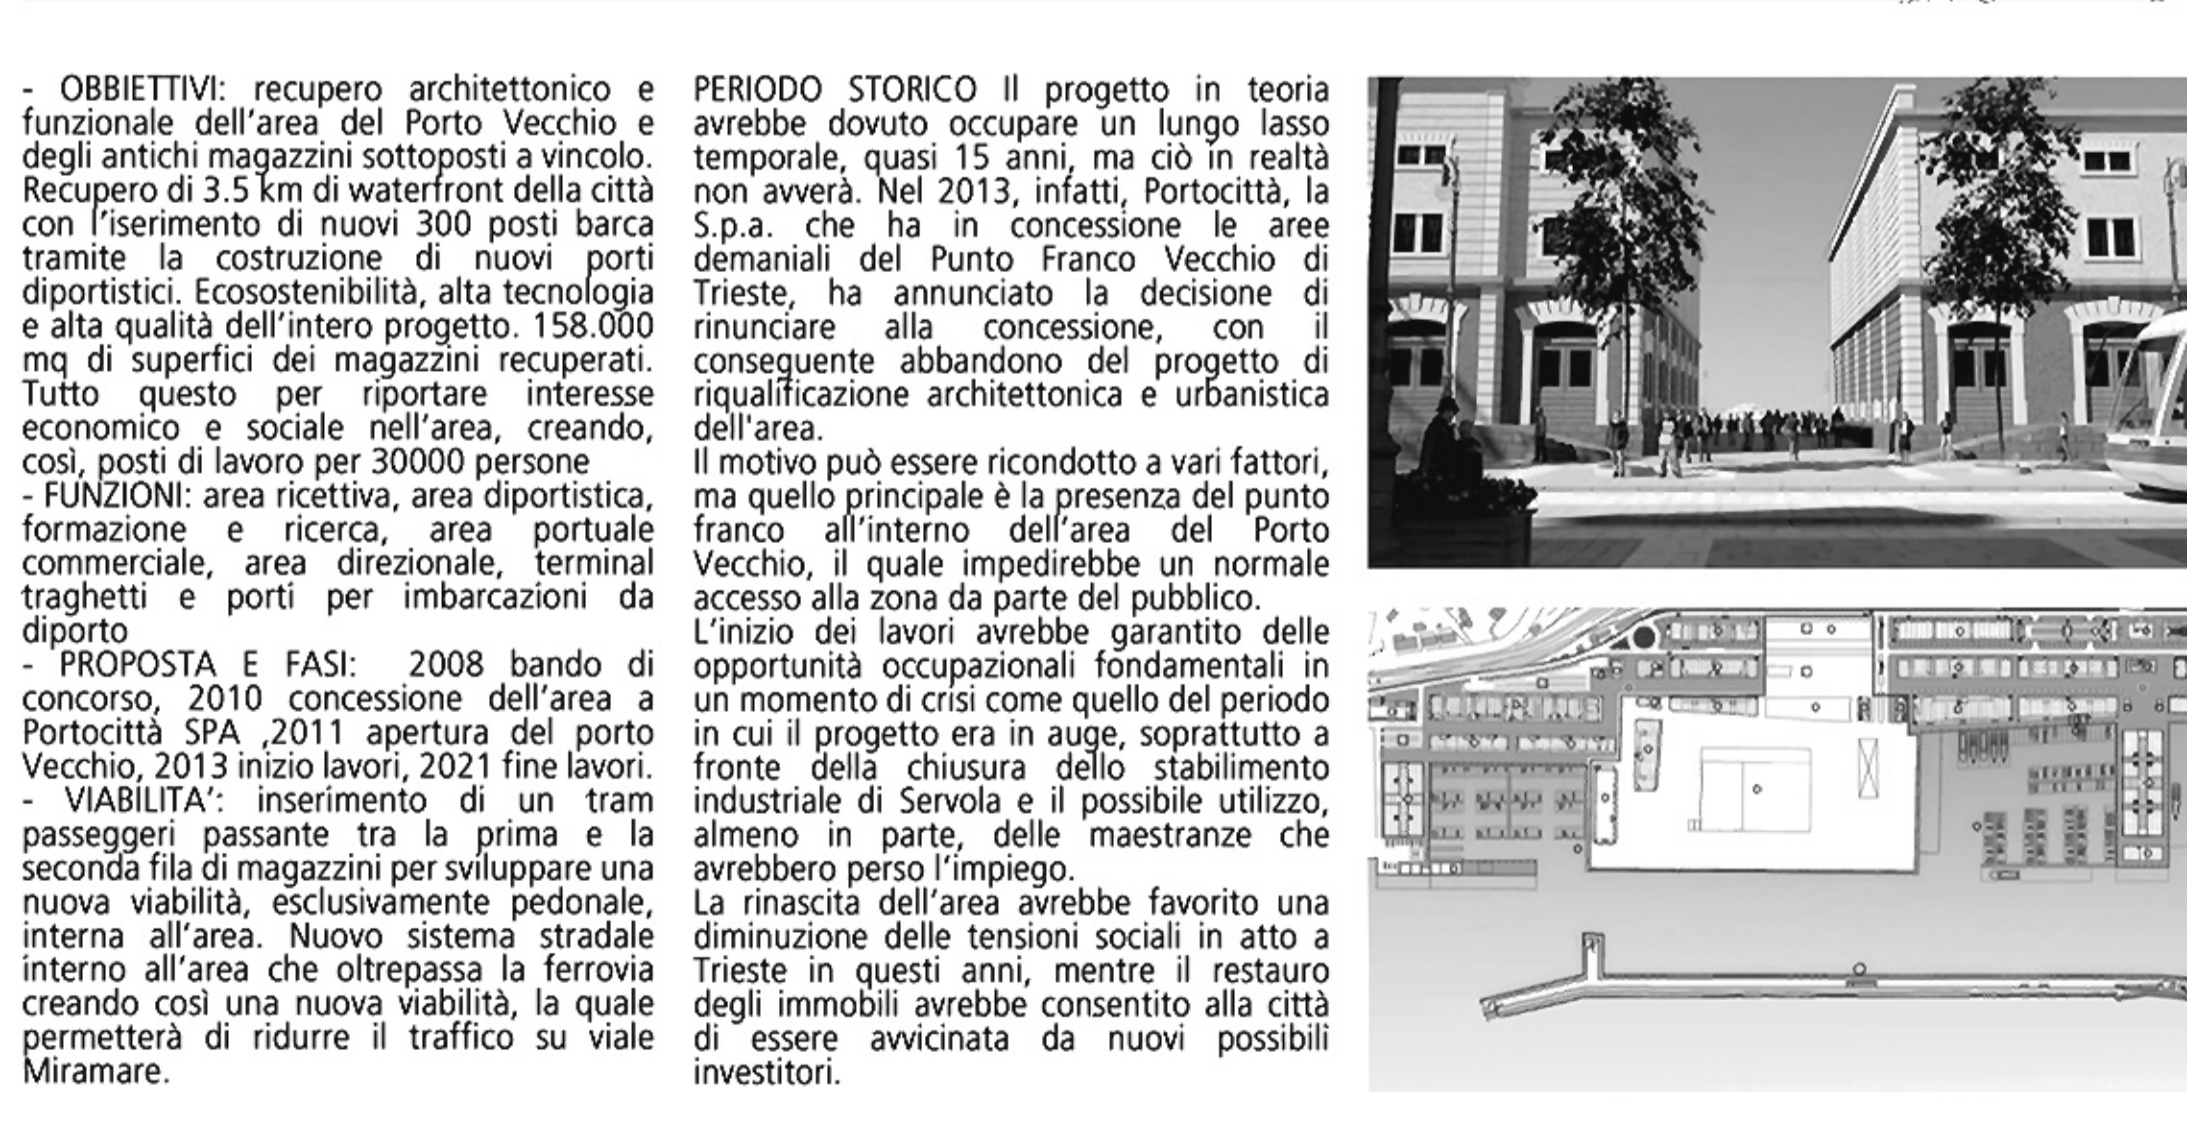 - OBBIETTIVI: recupero architettonico e
funzionale dell'area del Porto Vecchio e
degli antichi magazzini sottoposti a vincolo.
Recupero di 3.5 km di waterfront della città
con l'iserimento di nuovi 300 posti barca
tramite la costruzione di nuovi porti
diportistici. Ecosostenibilità, alta tecnologia
e alta qualità dell'intero progetto. 158.000
mq di superfici dei magazzini recuperati.
Tutto questo per riportare interesse
economico e sociale nell'area, creando,
così, posti di lavoro per 30000 persone
- FUNZIONI: area ricettiva, area diportistica,
formazione e ricerca, area portuale
commerciale, area direzionale, terminal
traghetti e porti per imbarcazioni da
diporto
- PROPOSTA E FASI: 2008 bando di
concorso, 2010 concessione dell'area a
Portocittà SPA ,2011 apertura del porto
Vecchio, 2013 inizio lavori, 2021 fine lavori.
- VIABILITA': inserimento di un tram
passeggeri passante tra la prima e la
seconda fila di magazzini per sviluppare una
nuova viabilità, esclusivamente pedonale,
interna all'area. Nuovo sistema stradale
interno all'area che oltrepassa la ferrovia
creando così una nuova viabilità, la quale
permetterà di ridurre il traffico su viale
Miramare.
PERIODO STORICO Il progetto in teoria
avrebbe dovuto occupare un lungo lasso
temporale, quasi 15 anni, ma ciò in realtà
non avverà. Nel 2013, infatti, Portocittà, la
S.p.a. che ha in concessione le aree
demaniali del Punto Franco Vecchio di
Trieste, ha annunciato la decisione di
rinunciare alla concessione, con il
conseguente abbandono del progetto di
riqualificazione architettonica e urbanistica
dell'area.
Il motivo può essere ricondotto a vari fattori,
ma quello principale è la presenza del punto
franco all'interno dell'area del Porto
Vecchio, il quale impedirebbe un normale
accesso alla zona da parte del pubblico.
L'inizio dei lavori avrebbe garantito delle
opportunità occupazionali fondamentali in
un momento di crisi come quello del periodo
in cui il progetto era in auge, soprattutto a
fronte della chiusura dello stabilimento
industriale di Servola e il possibile utilizzo,
almeno in parte, delle maestranze che
avrebbero perso l'impiego.
La rinascita dell'area avrebbe favorito una
diminuzione delle tensioni sociali in atto a
Trieste in questi anni, mentre il restauro
degli immobili avrebbe consentito alla città
di essere avvicinata da nuovi possibili
investitori.